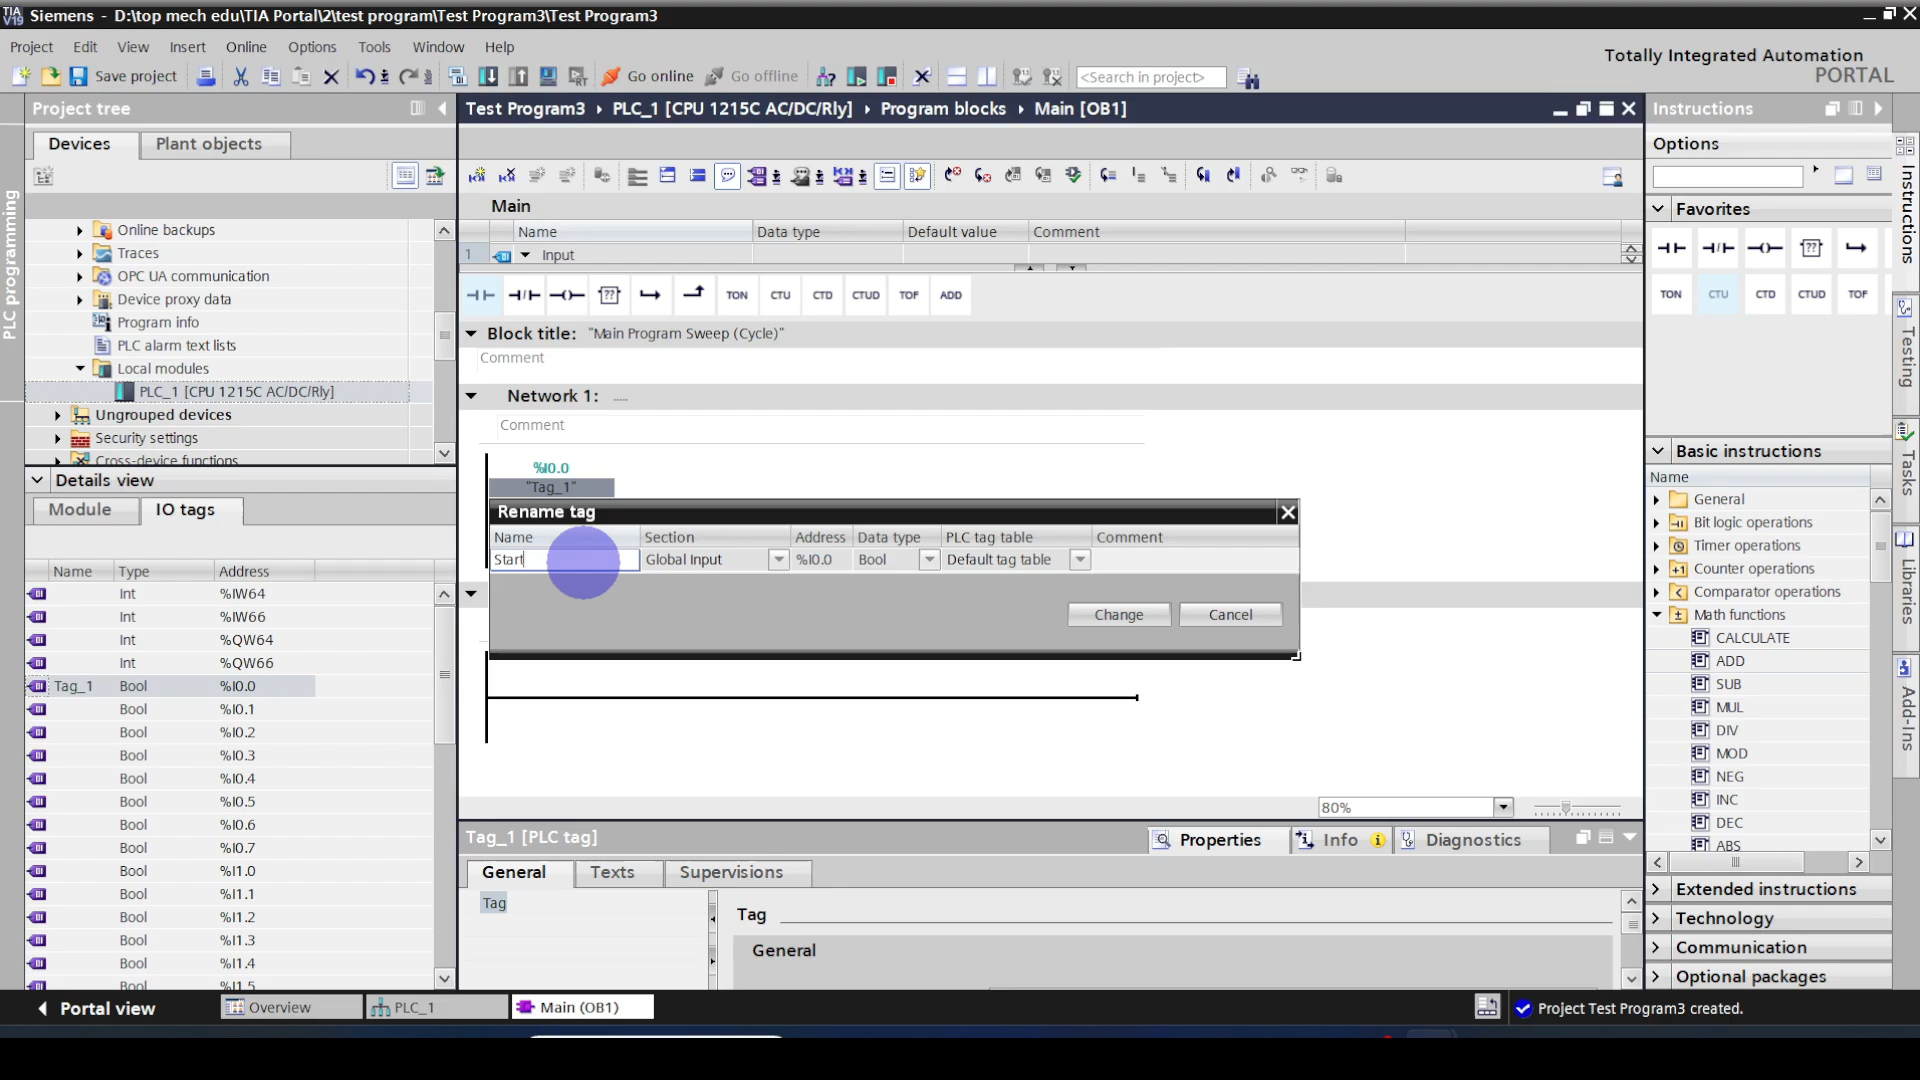 TIA V19 Siemens - D:\top mech edu\TIA Portal\2\test program\Test Program3\Test Program3
Project Edit View Insert Online Options Tools Window Help
Totally Integrated Automation
PORTAL
Save project Go online Go offline <Search in project>
Project tree
Test Program3 › PLC_1 [CPU 1215C AC/DC/Rly] › Program blocks › Main [OB1]
Instructions
Devices Plant objects
Options
PLC programming
Online backups
Traces
OPC UA communication
Device proxy data
Program info
PLC alarm text lists
Local modules
PLC_1 [CPU 1215C AC/DC/Rly]
Ungrouped devices
Security settings
Cross-device functions
Details view
Module IO tags
Name Type Address
Int %IW64
Int %IW66
Int %QW64
Int %QW66
Tag_1 Bool %I0.0
Bool %I0.1
Bool %I0.2
Bool %I0.3
Bool %I0.4
Bool %I0.5
Bool %I0.6
Bool %I0.7
Bool %I1.0
Bool %I1.1
Bool %I1.2
Bool %I1.3
Bool %I1.4
Bool %I1.5
Main
Name Data type Default value Comment
1 Input
?? TON CTU CTD CTUD TOF ADD
Block title: "Main Program Sweep (Cycle)"
Comment
Network 1: .....
Comment
%I0.0
"Tag_1"
Rename tag
Name Section Address Data type PLC tag table Comment
Start Global Input %I0.0 Bool Default tag table
Change Cancel
80%
Tag_1 [PLC tag] Properties Info Diagnostics
General Texts Supervisions
Tag
Tag
General
Favorites
??
TON CTU CTD CTUD TOF
Basic instructions
Name
General
Bit logic operations
Timer operations
Counter operations
Comparator operations
Math functions
CALCULATE
ADD
SUB
MUL
DIV
MOD
NEG
INC
DEC
ABS
Extended instructions
Technology
Communication
Optional packages
Instructions
Testing
Tasks
Libraries
Add-Ins
Portal view Overview PLC_1 Main (OB1) Project Test Program3 created.